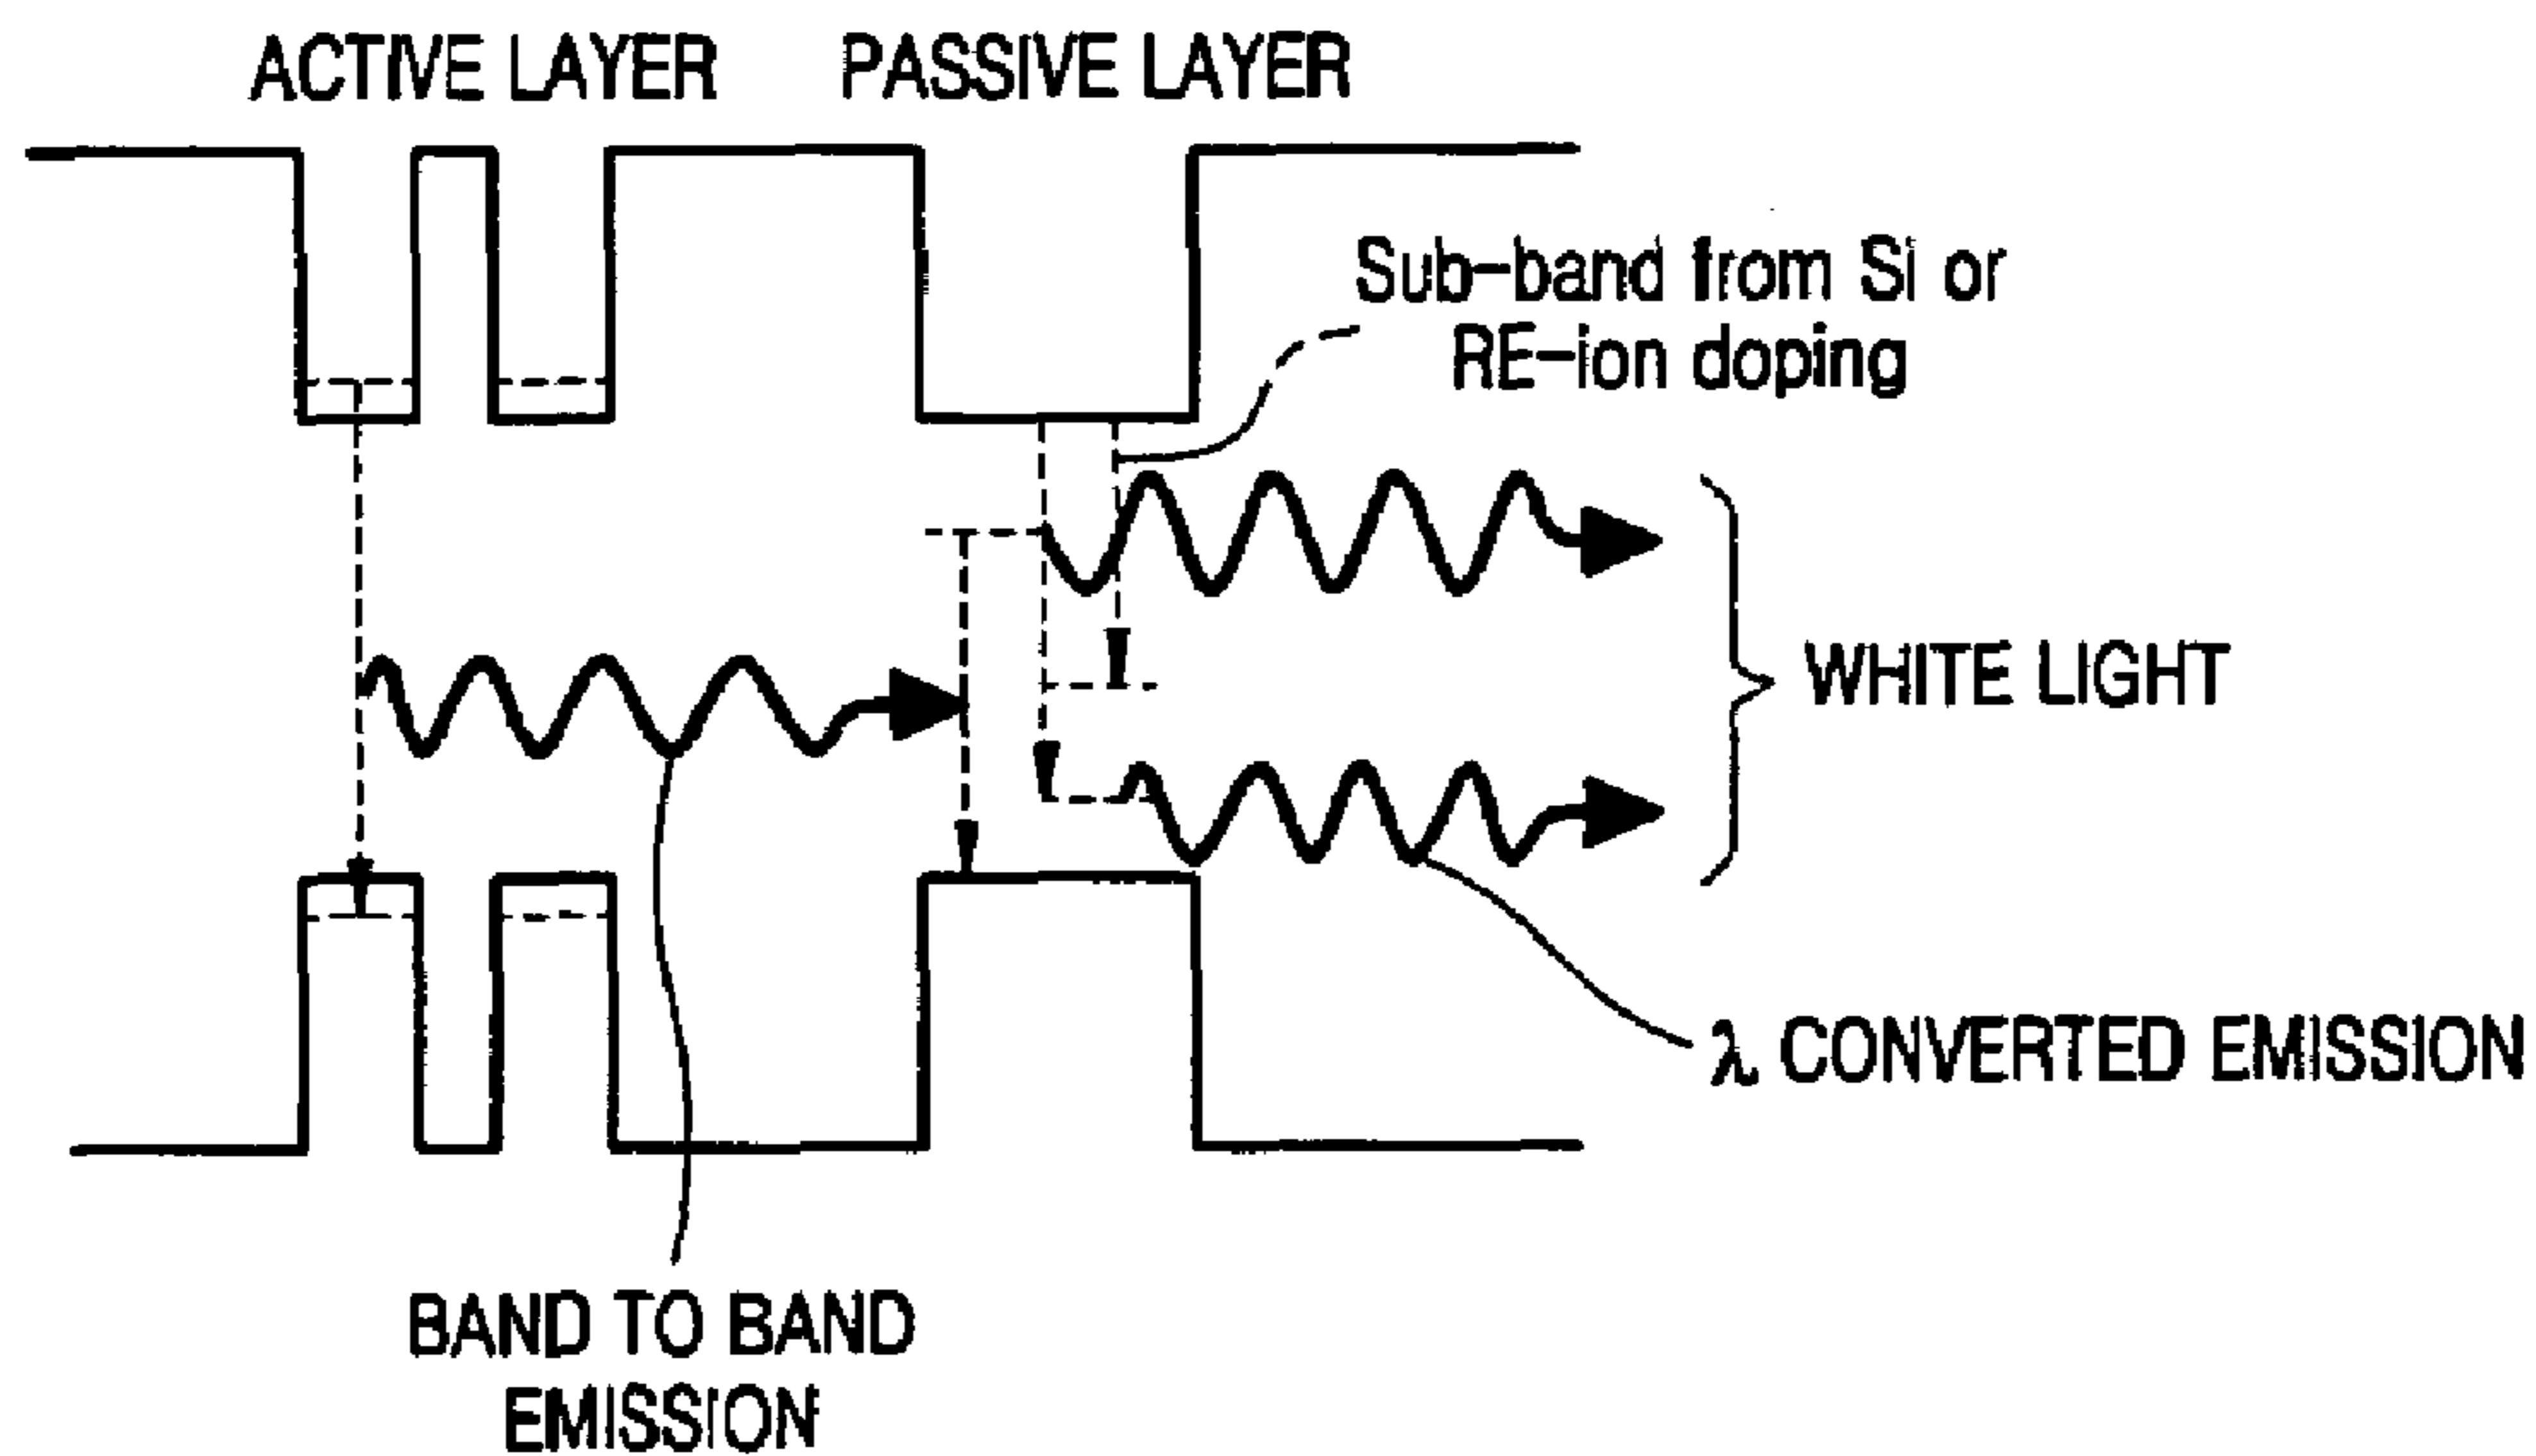 ACTIVE LAYER
PASSIVE LAYER
Sub-band from Si or
RE-ion doping
WHITE LIGHT
λ CONVERTED EMISSION
BAND TO BAND
EMISSION